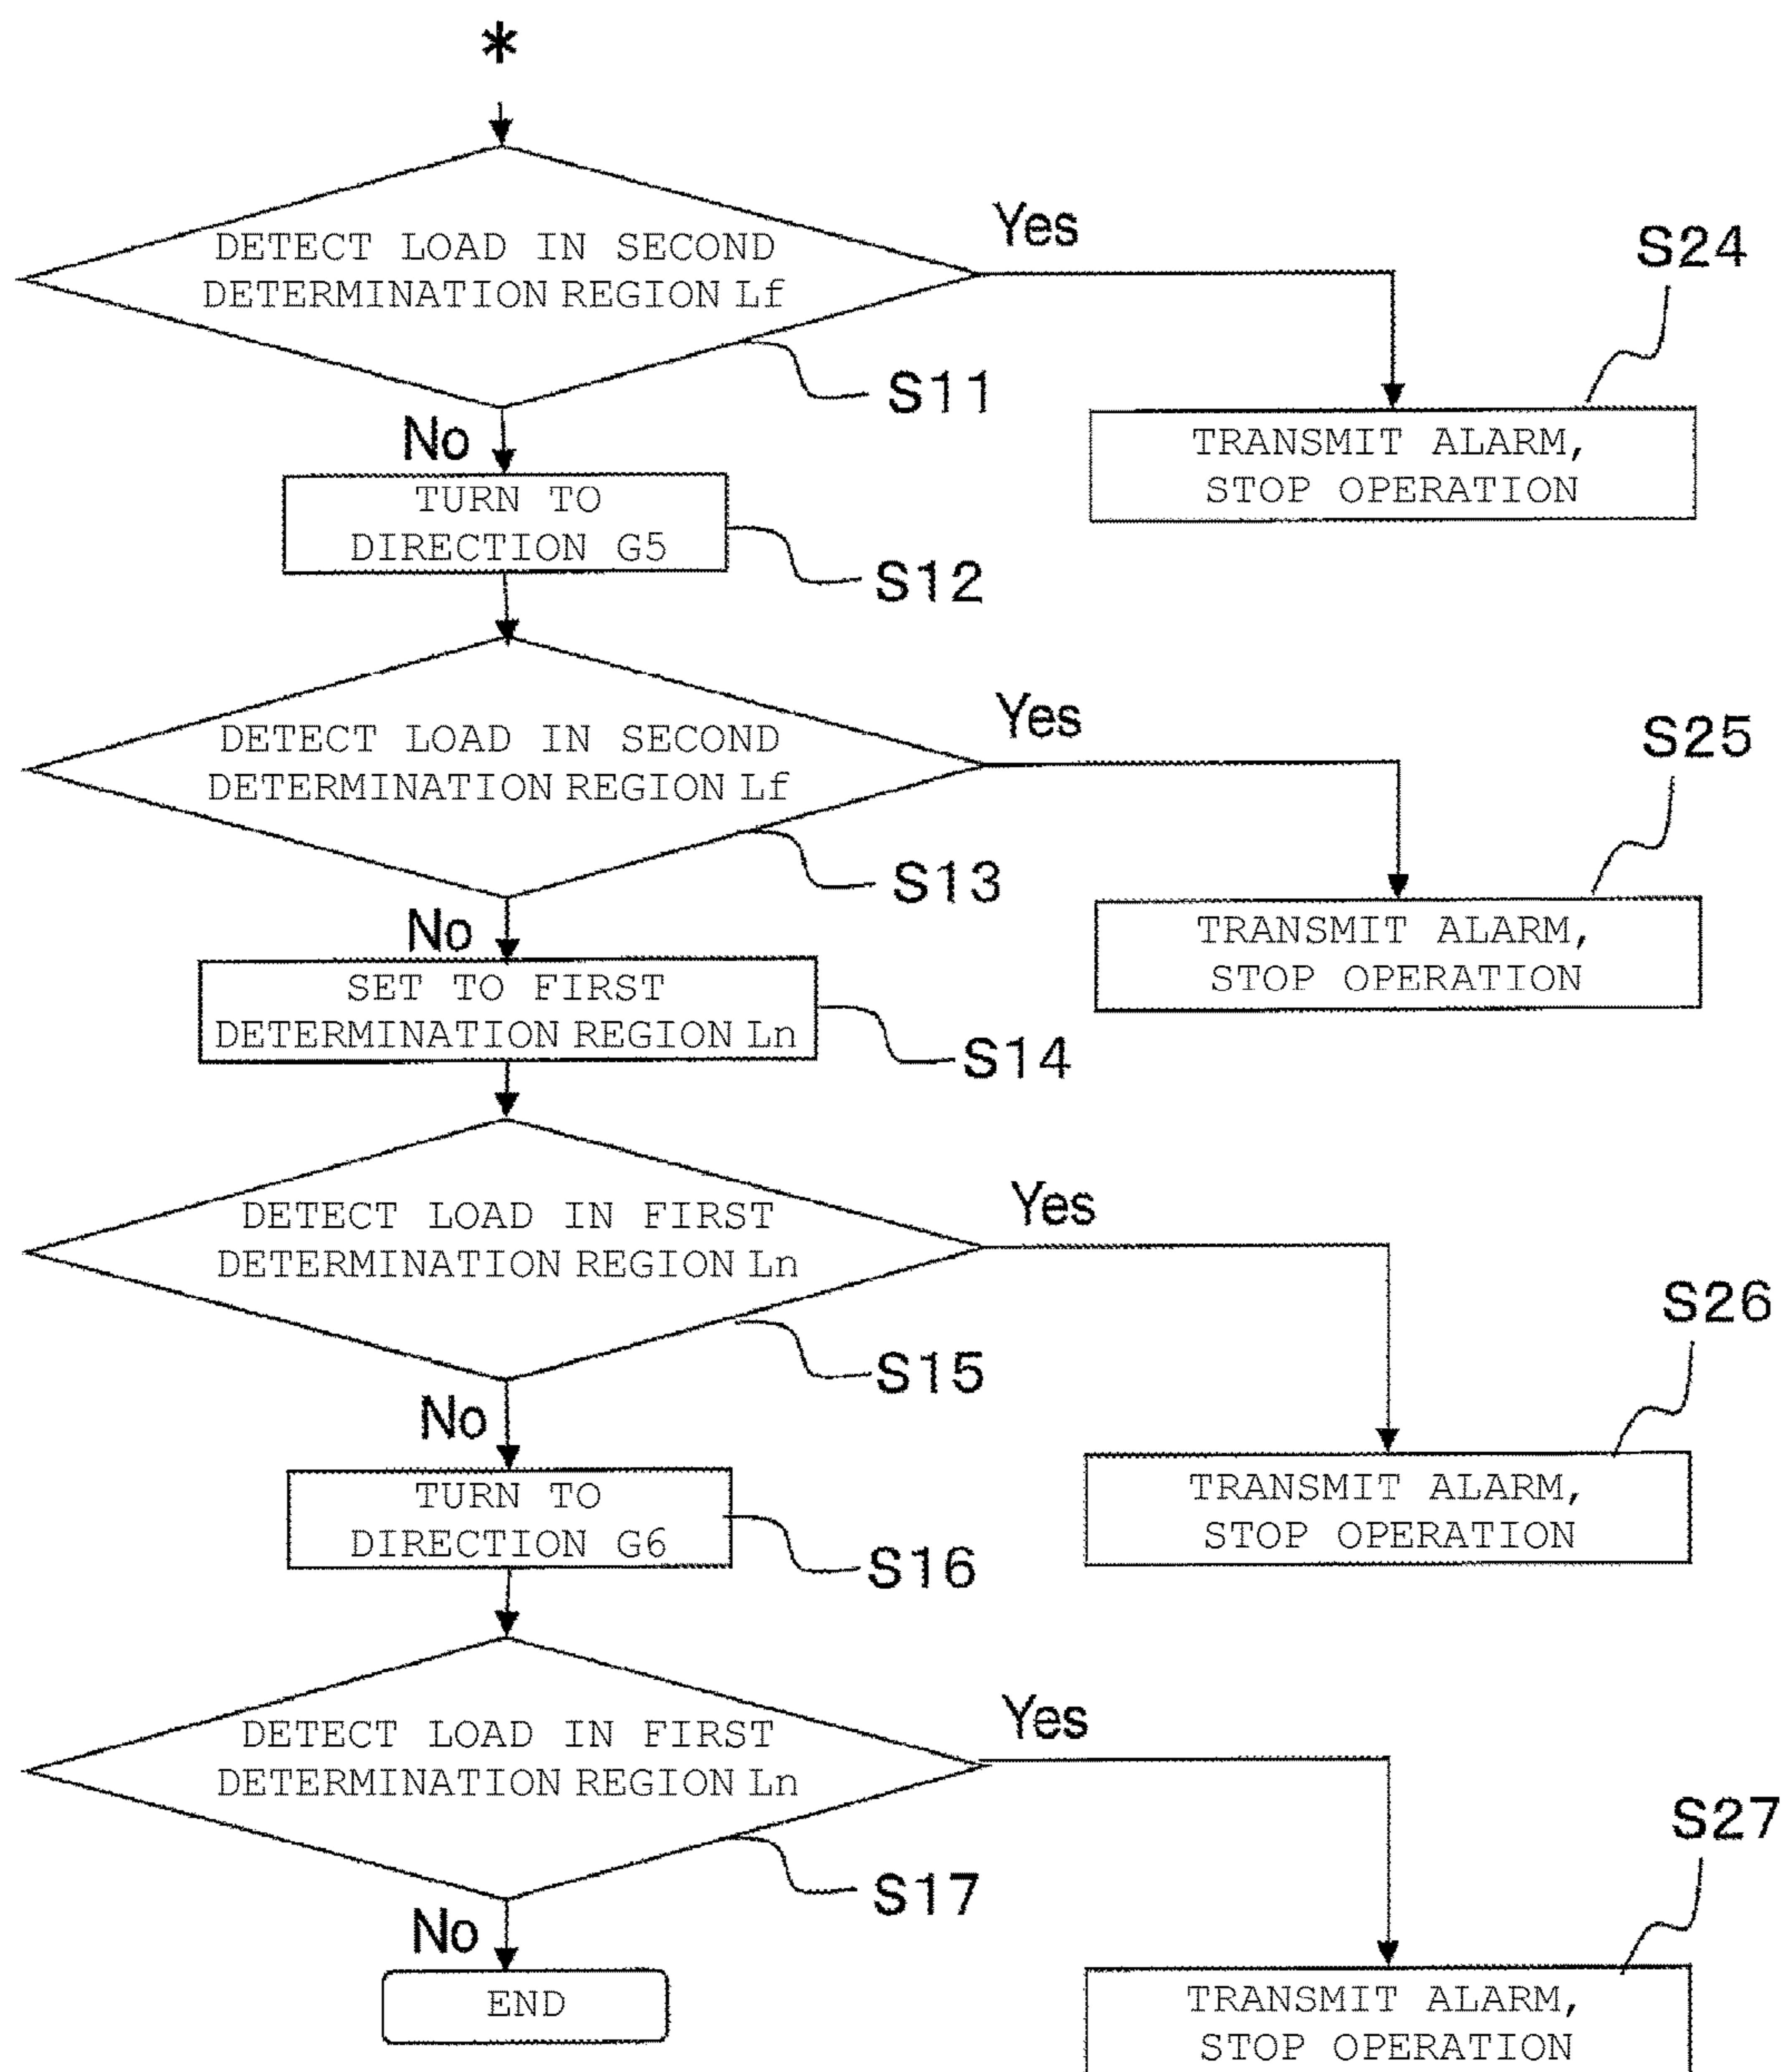 *
DETECT LOAD IN SECOND
DETERMINATION REGION Lf
Yes
S24
S11
TRANSMIT ALARM,
STOP OPERATION
No
TURN TO
DIRECTION G5
S12
DETECT LOAD IN SECOND
DETERMINATION REGION Lf
Yes
S25
S13
TRANSMIT ALARM,
STOP OPERATION
No
SET TO FIRST
DETERMINATION REGION Ln
S14
DETECT LOAD IN FIRST
DETERMINATION REGION Ln
Yes
S26
S15
No
TRANSMIT ALARM,
STOP OPERATION
TURN TO
DIRECTION G6
S16
DETECT LOAD IN FIRST
DETERMINATION REGION Ln
Yes
S27
S17
No
TRANSMIT ALARM,
STOP OPERATION
END